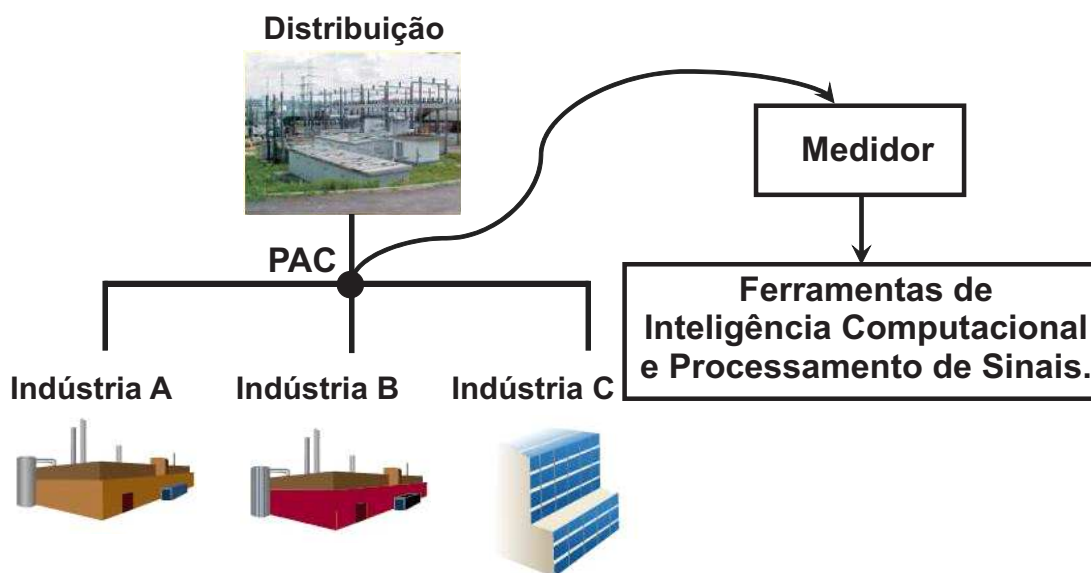 Distribuição
Medidor
PAC
Ferramentas de
Inteligência Computacional
e Processamento de Sinais.
Indústria A
Indústria B
Indústria C